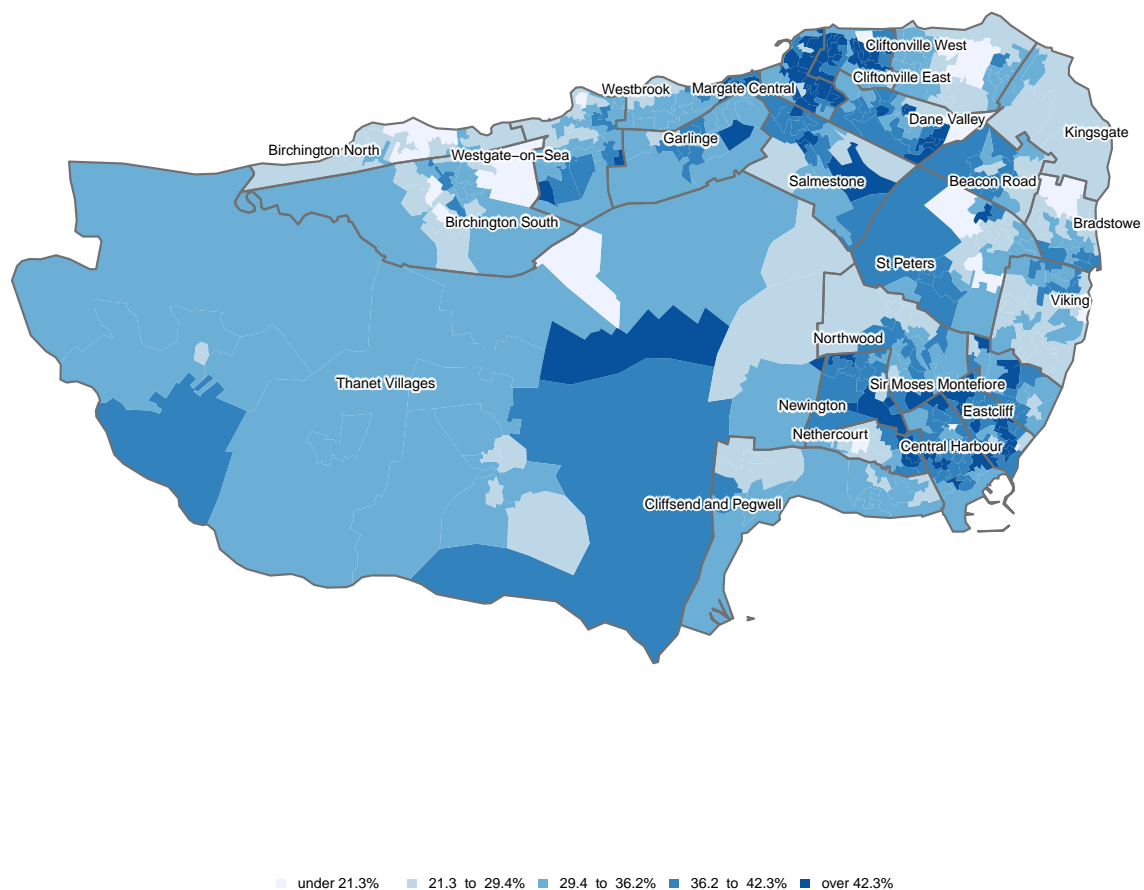 Cliftonville West
Cliftonville East
Westbrook
Margate Central
Dane Valley
Kingsgate
Garlinge
Birchington North
Westgate−on−Sea
Salmestone
Beacon Road
Birchington South
Bradstowe
St Peters
Viking
Northwood
Thanet Villages
Sir Moses Montefiore
Newington
Eastcliff
Nethercourt
Central Harbour
Cliffsend and Pegwell
under 21.3% 21.3 to 29.4% 29.4 to 36.2% 36.2 to 42.3% over 42.3%